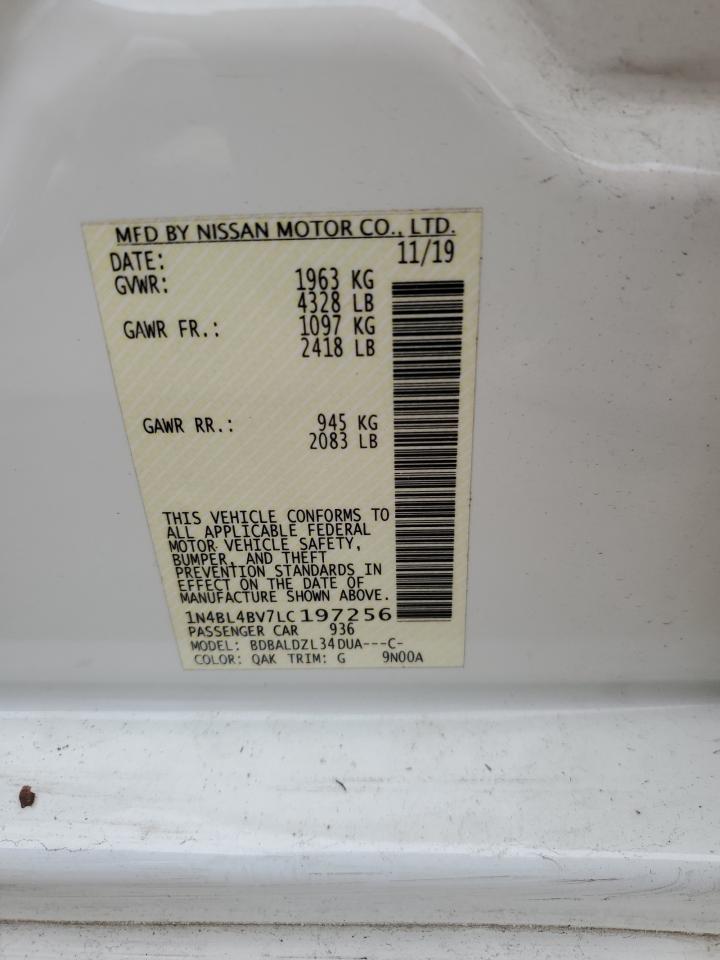 MFD BY NISSAN MOTOR CO., LTD.
DATE: 11/19
GVWR: 1963 KG
4328 LB
GAWR FR.: 1097 KG
2418 LB
GAWR RR.: 945 KG
2083 LB
THIS VEHICLE CONFORMS TO
ALL APPLICABLE FEDERAL
MOTOR VEHICLE SAFETY,
BUMPER, AND THEFT
PREVENTION STANDARDS IN
EFFECT ON THE DATE OF
MANUFACTURE SHOWN ABOVE.
1N4BL4BV7LC197256
PASSENGER CAR 936
MODEL: BDBALDZL34DUA---C-
COLOR: QAK TRIM: G 9N00A